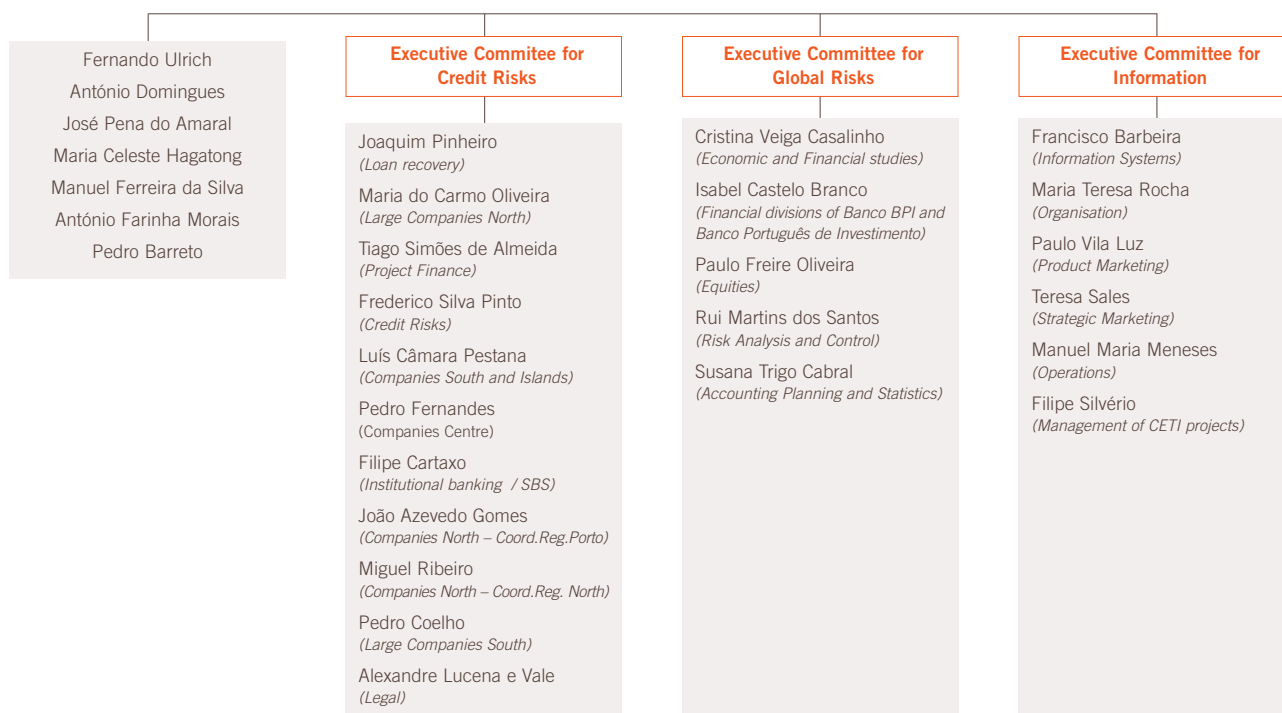 Fernando Ulrich
António Domingues
José Pena do Amaral
Maria Celeste Hagatong
Manuel Ferreira da Silva
António Farinha Morais
Pedro Barreto
Executive Commitee for
Credit Risks
Joaquim Pinheiro
(Loan recovery)
Maria do Carmo Oliveira
(Large Companies North)
Tiago Simões de Almeida
(Project Finance)
Frederico Silva Pinto
(Credit Risks)
Luís Câmara Pestana
(Companies South and Islands)
Pedro Fernandes
(Companies Centre)
Filipe Cartaxo
(Institutional banking / SBS)
João Azevedo Gomes
(Companies North – Coord.Reg.Porto)
Miguel Ribeiro
(Companies North – Coord.Reg. North)
Pedro Coelho
(Large Companies South)
Alexandre Lucena e Vale
(Legal)
Executive Committee for
Global Risks
Cristina Veiga Casalinho
(Economic and Financial studies)
Isabel Castelo Branco
(Financial divisions of Banco BPI and
Banco Português de Investimento)
Paulo Freire Oliveira
(Equities)
Rui Martins dos Santos
(Risk Analysis and Control)
Susana Trigo Cabral
(Accounting Planning and Statistics)
Executive Committee for
Information
Francisco Barbeira
(Information Systems)
Maria Teresa Rocha
(Organisation)
Paulo Vila Luz
(Product Marketing)
Teresa Sales
(Strategic Marketing)
Manuel Maria Meneses
(Operations)
Filipe Silvério
(Management of CETI projects)